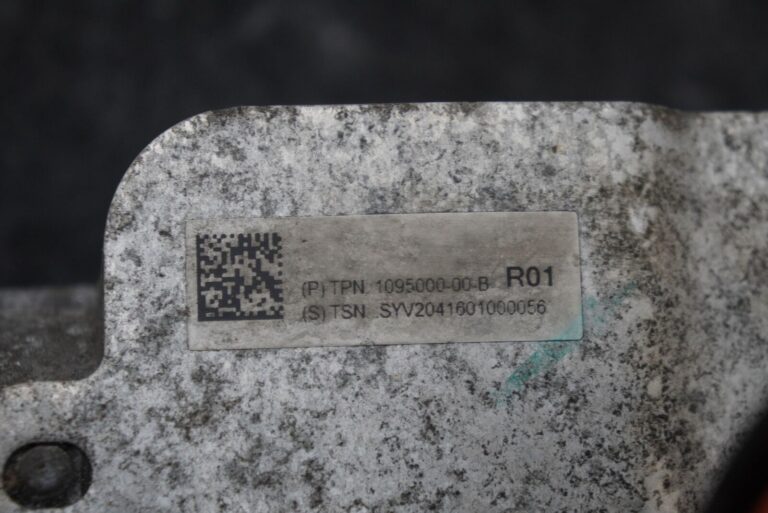 (P) TPN 1095000-00-B R01
(S) TSN SYV2041601000056